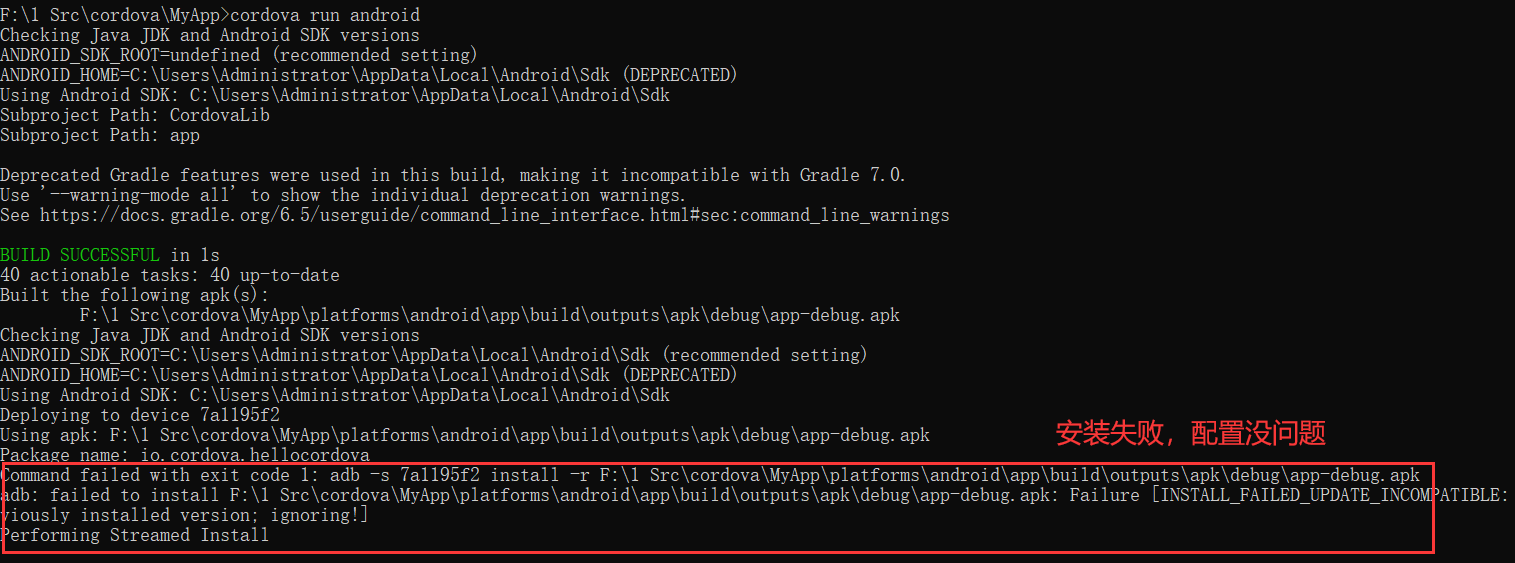 F:\1 Src\cordova\MyApp>cordova run android
Checking Java JDK and Android SDK versions
ANDROID_SDK_ROOT=undefined (recommended setting)
ANDROID_HOME=C:\Users\Administrator\AppData\Local\Android\Sdk (DEPRECATED)
Using Android SDK: C:\Users\Administrator\AppData\Local\Android\Sdk
Subproject Path: CordovaLib
Subproject Path: app
Deprecated Gradle features were used in this build, making it incompatible with Gradle 7.0.
Use '--warning-mode all' to show the individual deprecation warnings.
See https://docs.gradle.org/6.5/userguide/command_line_interface.html#sec:command_line_warnings
BUILD SUCCESSFUL in 1s
40 actionable tasks: 40 up-to-date
Built the following apk(s):
F:\1 Src\cordova\MyApp\platforms\android\app\build\outputs\apk\debug\app-debug.apk
Checking Java JDK and Android SDK versions
ANDROID_SDK_ROOT=C:\Users\Administrator\AppData\Local\Android\Sdk (recommended setting)
ANDROID_HOME=C:\Users\Administrator\AppData\Local\Android\Sdk (DEPRECATED)
Using Android SDK: C:\Users\Administrator\AppData\Local\Android\Sdk
Deploying to device 7a1195f2
Using apk: F:\1 Src\cordova\MyApp\platforms\android\app\build\outputs\apk\debug\app-debug.apk
安装失败，配置没问题
Package name: io.cordova.hellocordova
Command failed with exit code 1: adb -s 7a1195f2 install -r F:\1 Src\cordova\MyApp\platforms\android\app\build\outputs\apk\debug\app-debug.apk
adb: failed to install F:\1 Src\cordova\MyApp\platforms\android\app\build\outputs\apk\debug\app-debug.apk: Failure [INSTALL_FAILED_UPDATE_INCOMPATIBLE:
viously installed version; ignoring!]
Performing Streamed Install